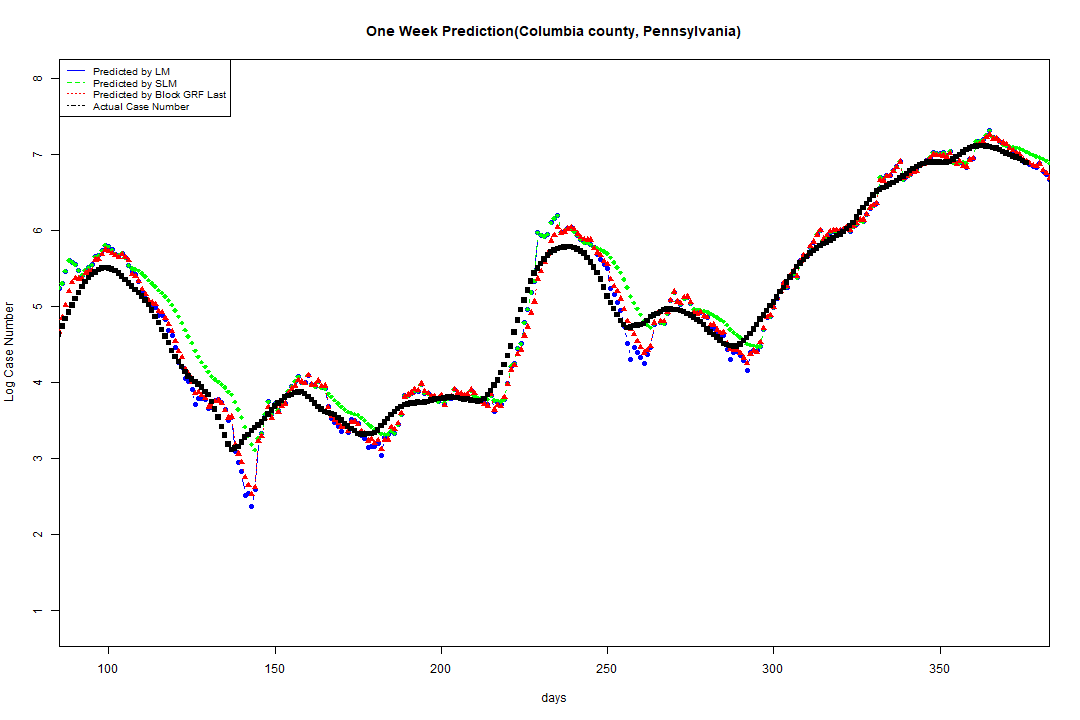 One Week Prediction(Columbia county, Pennsylvania)
Predicted by LM
Predicted by SLM
Predicted by Block GRF Last
Actual Case Number
8
7
6
5
4
3
2
1
Log Case Number
100 150 200 250 300 350
days